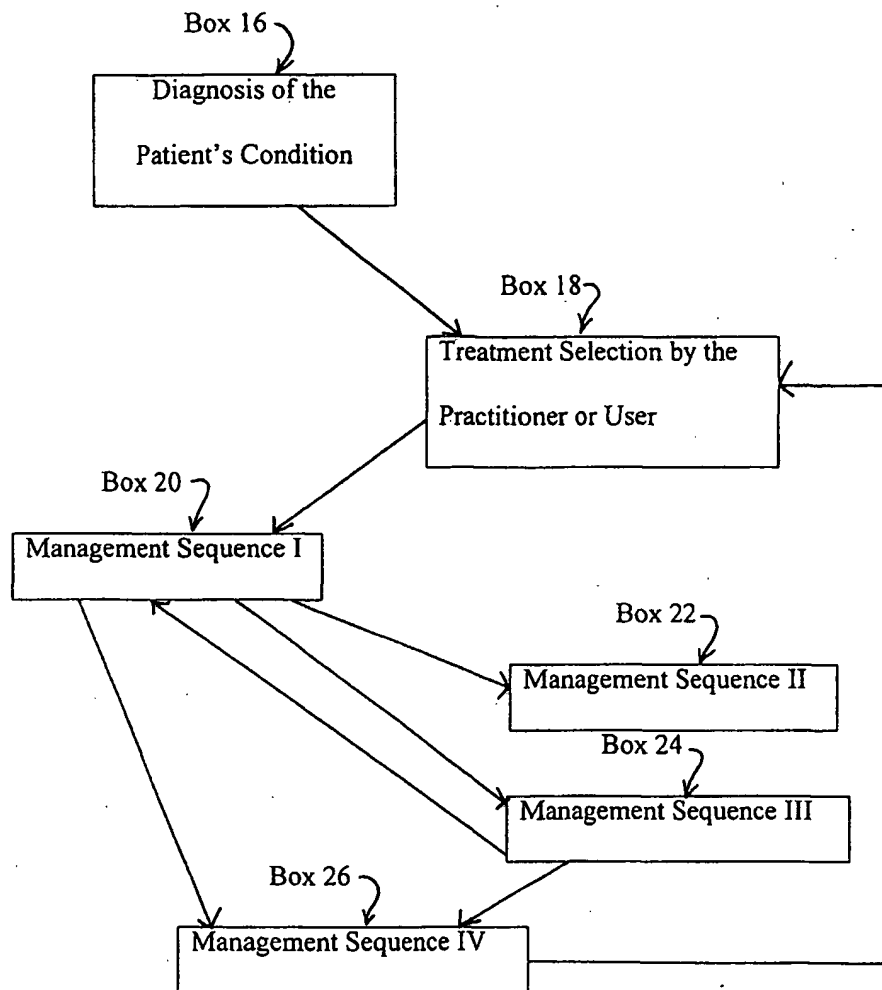 Box 16
Diagnosis of the
Patient's Condition
Box 18
Treatment Selection by the
Practitioner or User
Box 20
Management Sequence I
Box 22
Management Sequence II
Box 24
Management Sequence III
Box 26
Management Sequence IV